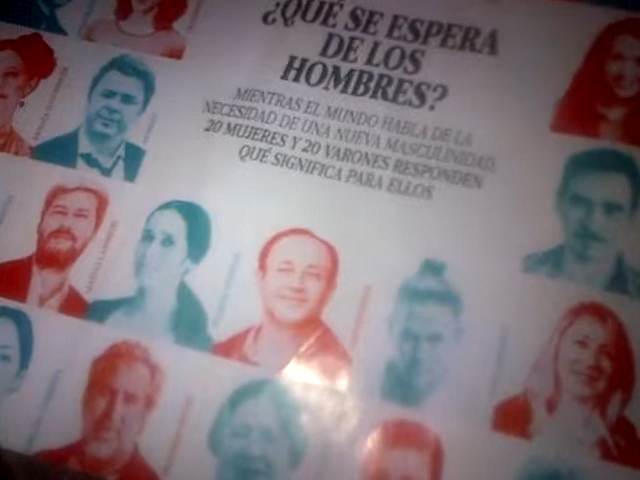 ¿QUÉ SE ESPERA
DE LOS
HOMBRES?
MIENTRAS EL MUNDO HABLA DE LA
NECESIDAD DE UNA NUEVA MASCULINIDAD,
20 MUJERES Y 20 VARONES RESPONDEN
QUÉ SIGNIFICA PARA ELLOS